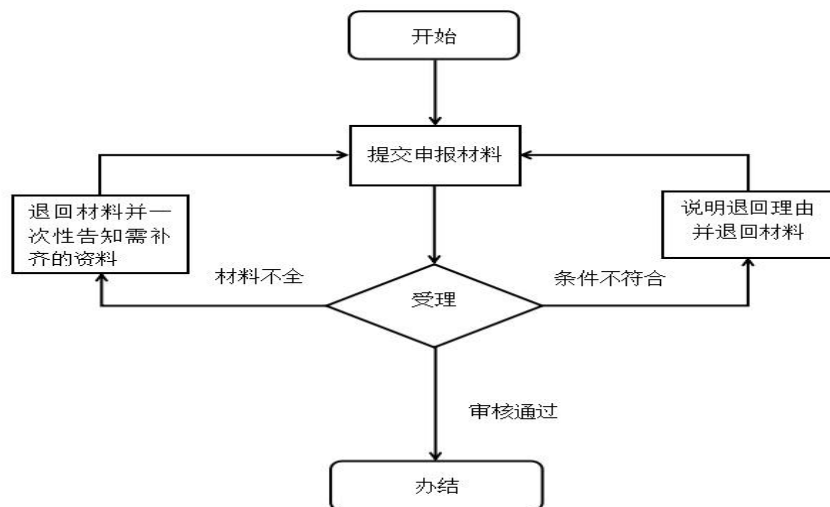 开始
提交申报材料
退回材料并一
次性告知需补
齐的资料
说明退回理由
并退回材料
材料不全
受理
条件不符合
审核通过
办结